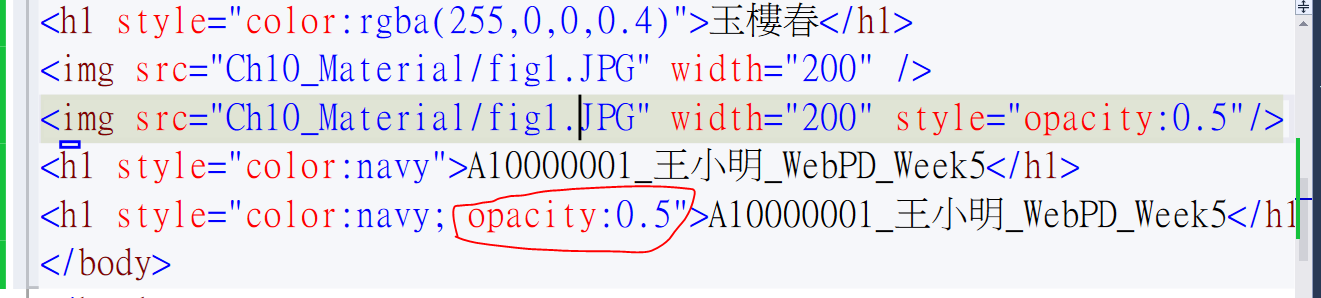 <h1 style="color:rgba(255,0,0,0.4)">玉樓春</h1>
<img src="Ch10_Material/fig1.JPG" width="200" />
<img src="Ch10_Material/fig1.JPG" width="200" style="opacity:0.5"/>
<h1 style="color:navy">A10000001_王小明_WebPD_Week5</h1>
<h1 style="color:navy; opacity:0.5">A10000001_王小明_WebPD_Week5</h1
</body>